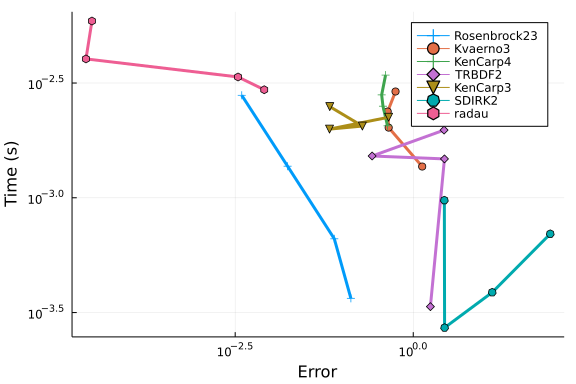 Rosenbrock23
Kvaerno3
KenCarp4
TRBDF2
KenCarp3
SDIRK2
radau
10^-2.5
10^-3.0
10^-3.5
Time (s)
10^-2.5
10^0.0
Error